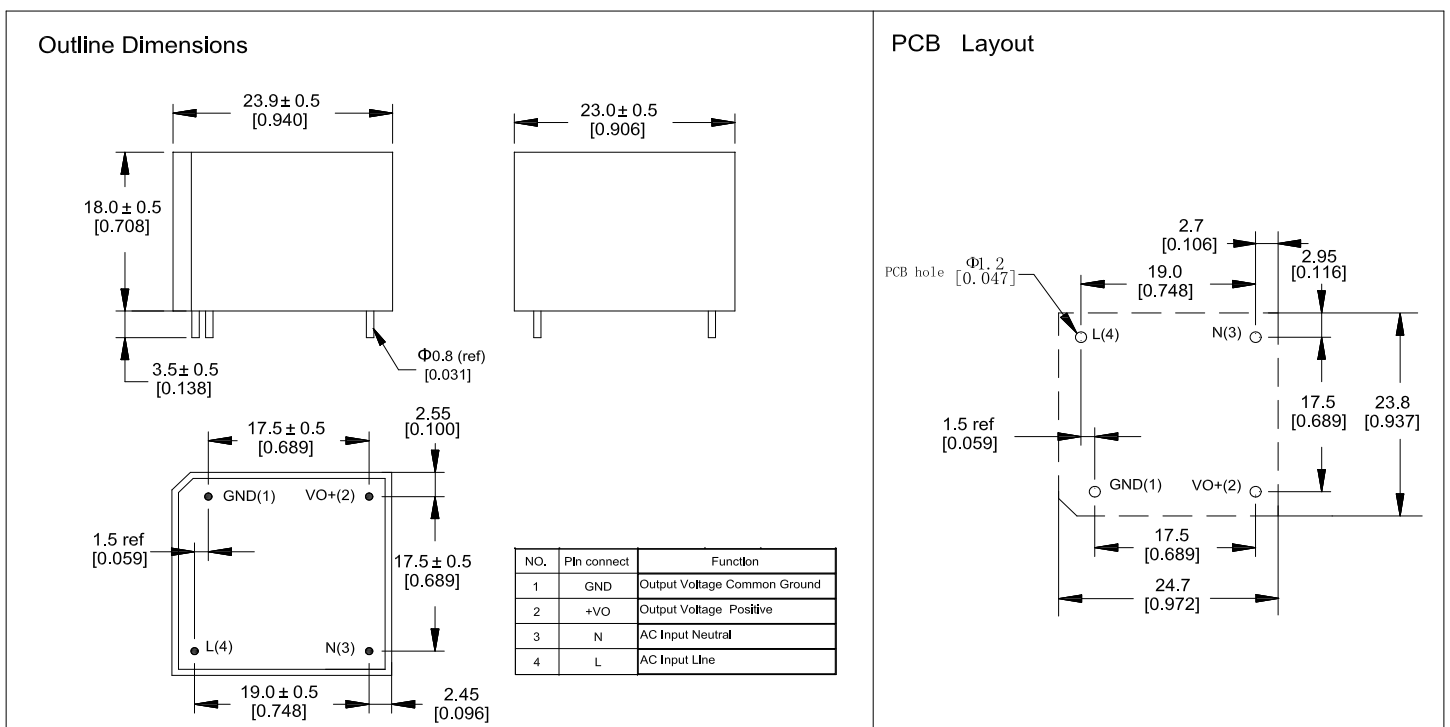 Outline Dimensions
23.9± 0.5
[0.940]
23.0± 0.5
[0.906]
18.0± 0.5
[0.708]
3.5± 0.5
[0.138]
Φ0.8 (ref)
[0.031]
17.5± 0.5
[0.689]
2.55
[0.100]
GND(1)
VO+(2)
1.5 ref
[0.059]
17.5± 0.5
[0.689]
L(4)
N(3)
19.0± 0.5
[0.748]
2.45
[0.096]
NO. Pin connect Function
1 GND Output Voltage Common Ground
2 +VO Output Voltage Positive
3 N AC Input Neutral
4 L AC Input Line
PCB Layout
2.7
[0.106]
2.95
[0.116]
PCB hole Φ1.2
[0.047]
19.0
[0.748]
L(4)
N(3)
17.5
[0.689]
23.8
[0.937]
1.5 ref
[0.059]
GND(1)
VO+(2)
17.5
[0.689]
24.7
[0.972]